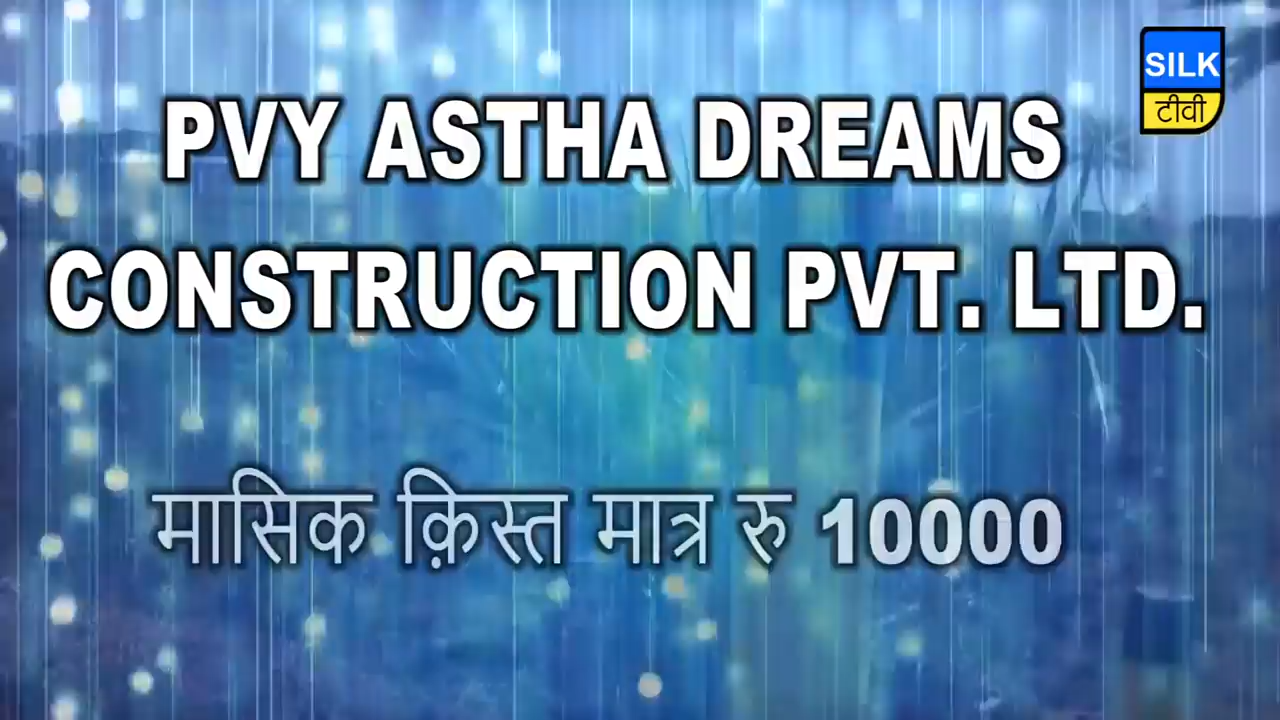 SILK
टीवी
PVY ASTHA DREAMS
CONSTRUCTION PVT. LTD.
मासिक क़िस्त मात्र रु 10000